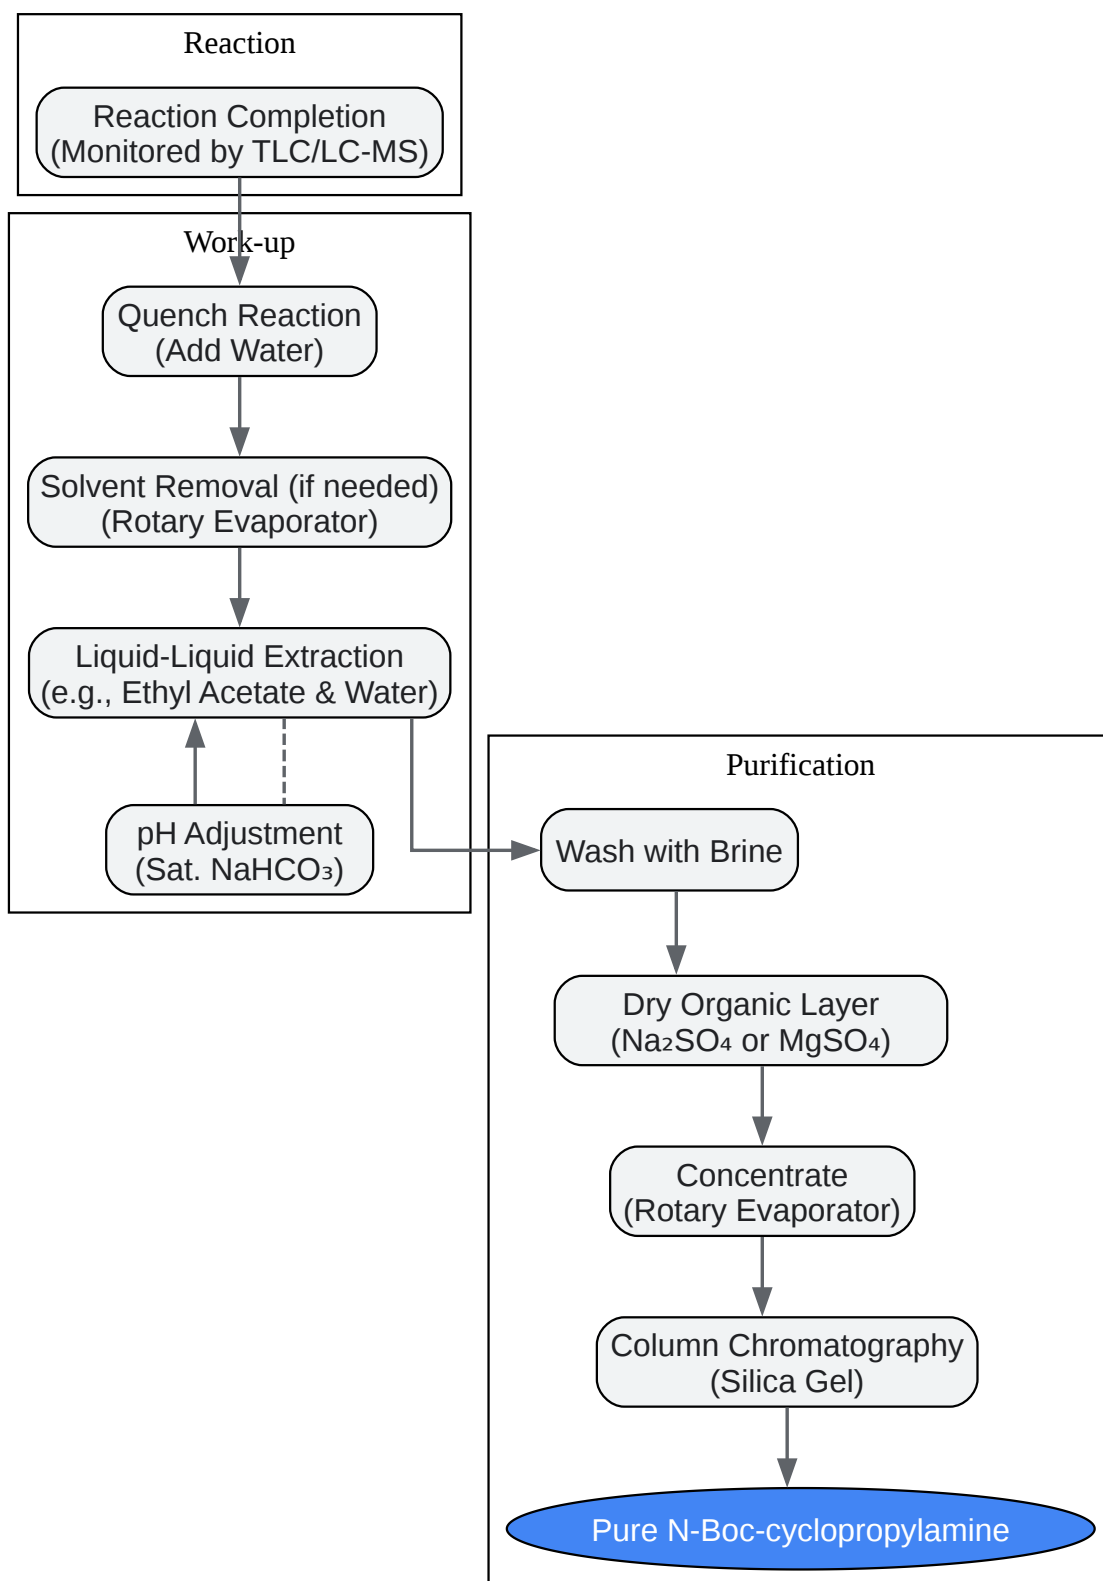 Reaction
Reaction Completion
(Monitored by TLC/LC-MS)
Work-up
Quench Reaction
(Add Water)
Solvent Removal (if needed)
(Rotary Evaporator)
Liquid-Liquid Extraction
(e.g., Ethyl Acetate & Water)
pH Adjustment
(Sat. NaHCO₃)
Purification
Wash with Brine
Dry Organic Layer
(Na₂SO₄ or MgSO₄)
Concentrate
(Rotary Evaporator)
Column Chromatography
(Silica Gel)
Pure N-Boc-cyclopropylamine